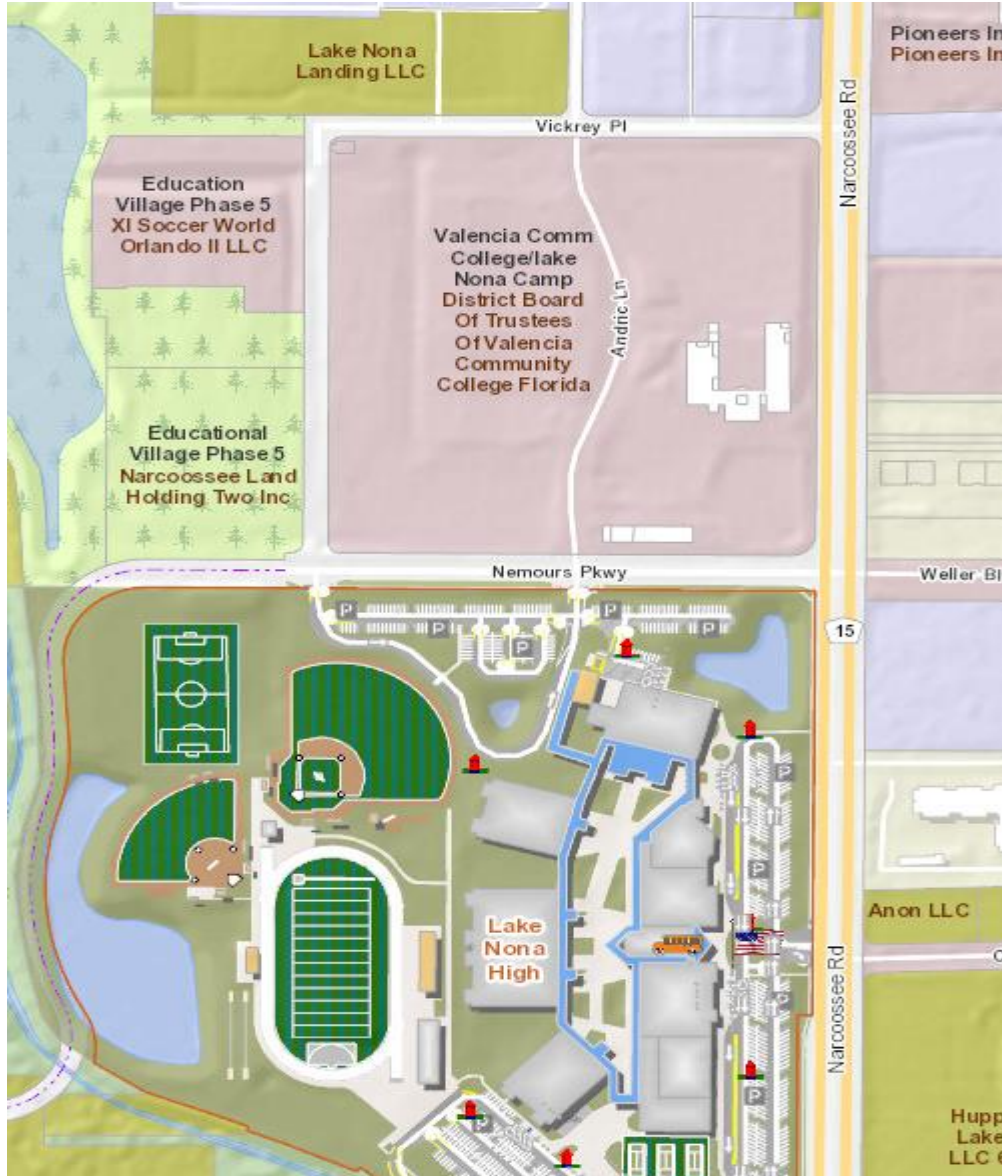 Lake Nona
Landing LLC
Pioneers In
Pioneers In
Narcoossee Rd
Vickrey Pl
Education
Village Phase 5
XI Soccer World
Orlando II LLC
Valencia Comm
College/lake
Nona Camp
District Board
Of Trustees
Of Valencia
Community
College Florida
Andric Ln
Educational
Village Phase 5
Narcoossee Land
Holding Two Inc
Nemours Pkwy
Weller Bl
15
P
P
P
P
P
P
P
P
P
P
Lake
Nona
High
Anon LLC
Narcoossee Rd
Hupp
Lake
LLC